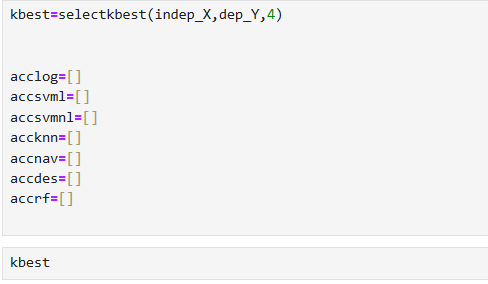 kbest=selectkbest(indep_X,dep_Y,4)
acclog=[]
accsvml=[]
accsvmnl=[]
accknn=[]
accnav=[]
accdes=[]
accrf=[]
kbest